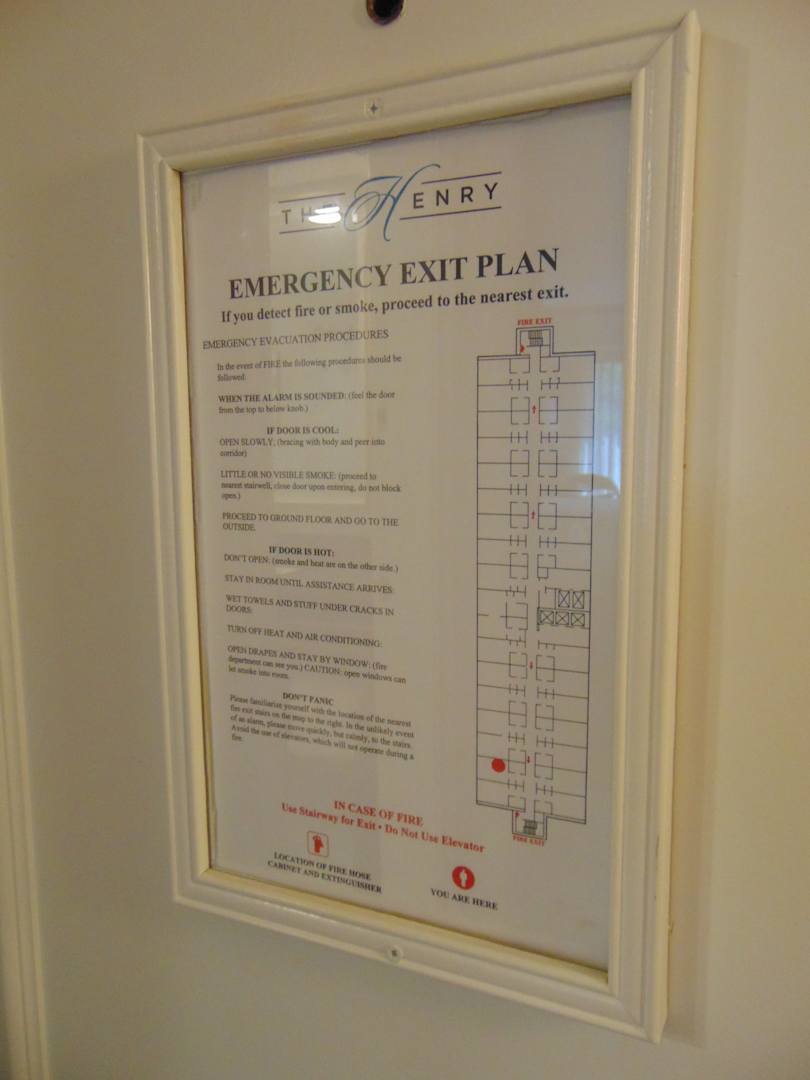 THE HENRY
EMERGENCY EXIT PLAN
If you detect fire or smoke, proceed to the nearest exit.
EMERGENCY EVACUATION PROCEDURES
In the event of FIRE the following procedures should be
followed:
WHEN THE ALARM IS SOUNDED: (feel the door
from the top to below knob.)
IF DOOR IS COOL:
OPEN SLOWLY; (bracing with body and peer into
corridor)
LITTLE OR NO VISIBLE SMOKE: (proceed to
nearest stairwell, close door upon entering, do not block
open.)
PROCEED TO GROUND FLOOR AND GO TO THE
OUTSIDE.
IF DOOR IS HOT:
DON'T OPEN: (smoke and heat are on the other side.)
STAY IN ROOM UNTIL ASSISTANCE ARRIVES:
WET TOWELS AND STUFF UNDER CRACKS IN
DOORS:
TURN OFF HEAT AND AIR CONDITIONING:
OPEN DRAPES AND STAY BY WINDOW: (fire
department can see you.) CAUTION: open windows can
let smoke into room.
DON'T PANIC
Please familiarize yourself with the location of the nearest
fire exit stairs on the map to the right. In the unlikely event
of an alarm, please move quickly, but calmly, to the stairs.
Avoid the use of elevators, which will not operate during a
fire.
FIRE EXIT
FIRE EXIT
IN CASE OF FIRE
Use Stairway for Exit • Do Not Use Elevator
LOCATION OF FIRE HOSE
CABINET AND EXTINGUISHER
YOU ARE HERE